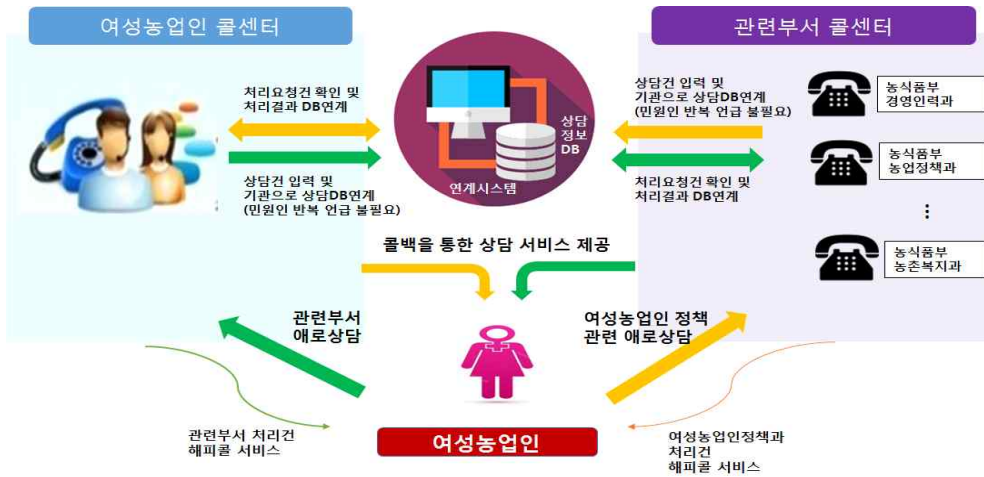 여성농업인 콜센터
관련부서 콜센터
처리요청건 확인 및
처리결과 DB연계
상담건 입력 및
기관으로 상담DB연계
(민원인 반복 언급 불필요)
상담
정보
DB
연계시스템
상담건 입력 및
기관으로 상담DB연계
(민원인 반복 언급 불필요)
처리요청건 확인 및
처리결과 DB연계
농식품부
경영인력과
농식품부
농업정책과
⋮
농식품부
농촌복지과
콜백을 통한 상담 서비스 제공
관련부서
애로상담
여성농업인 정책
관련 애로상담
여성농업인
관련부서 처리건
해피콜 서비스
여성농업인정책과
처리건
해피콜 서비스